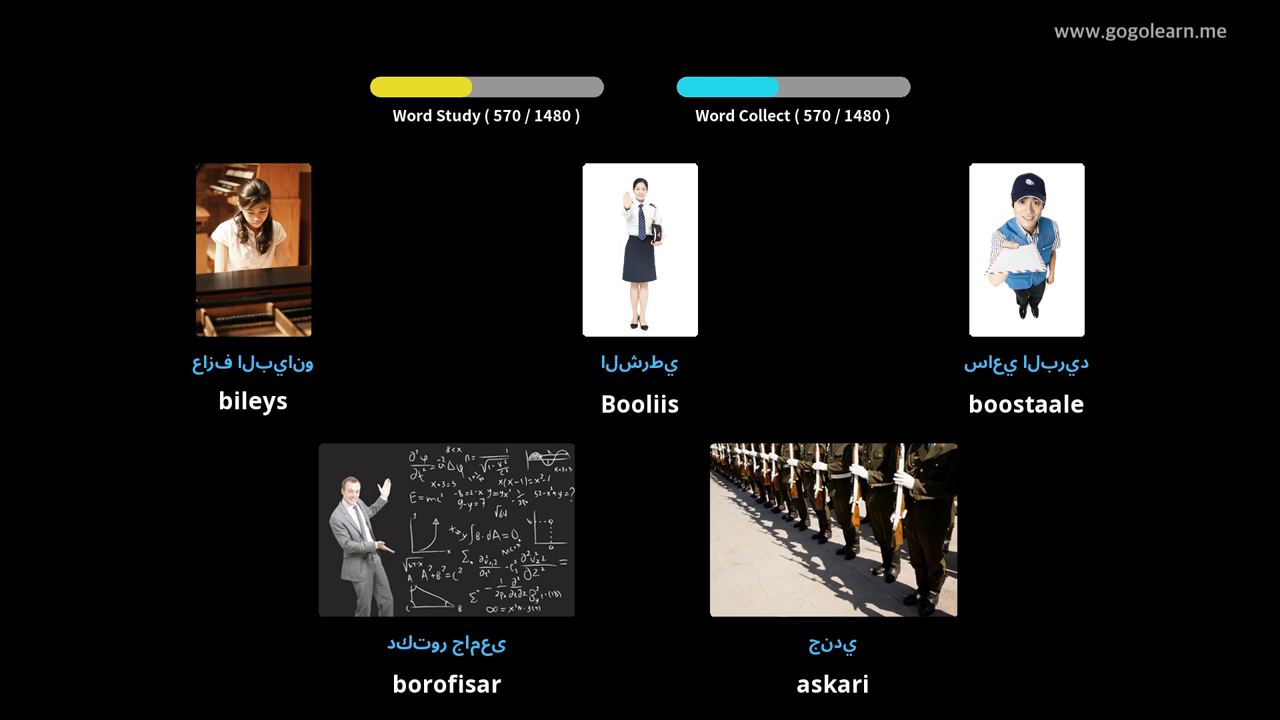 www.gogolearn.me
Word Study ( 570 / 1480 )
Word Collect ( 570 / 1480 )
عازف البيانو
bileys
الشرطي
Booliis
ساعي البريد
boostaale
دكتور جامعى
borofisar
جندي
askari